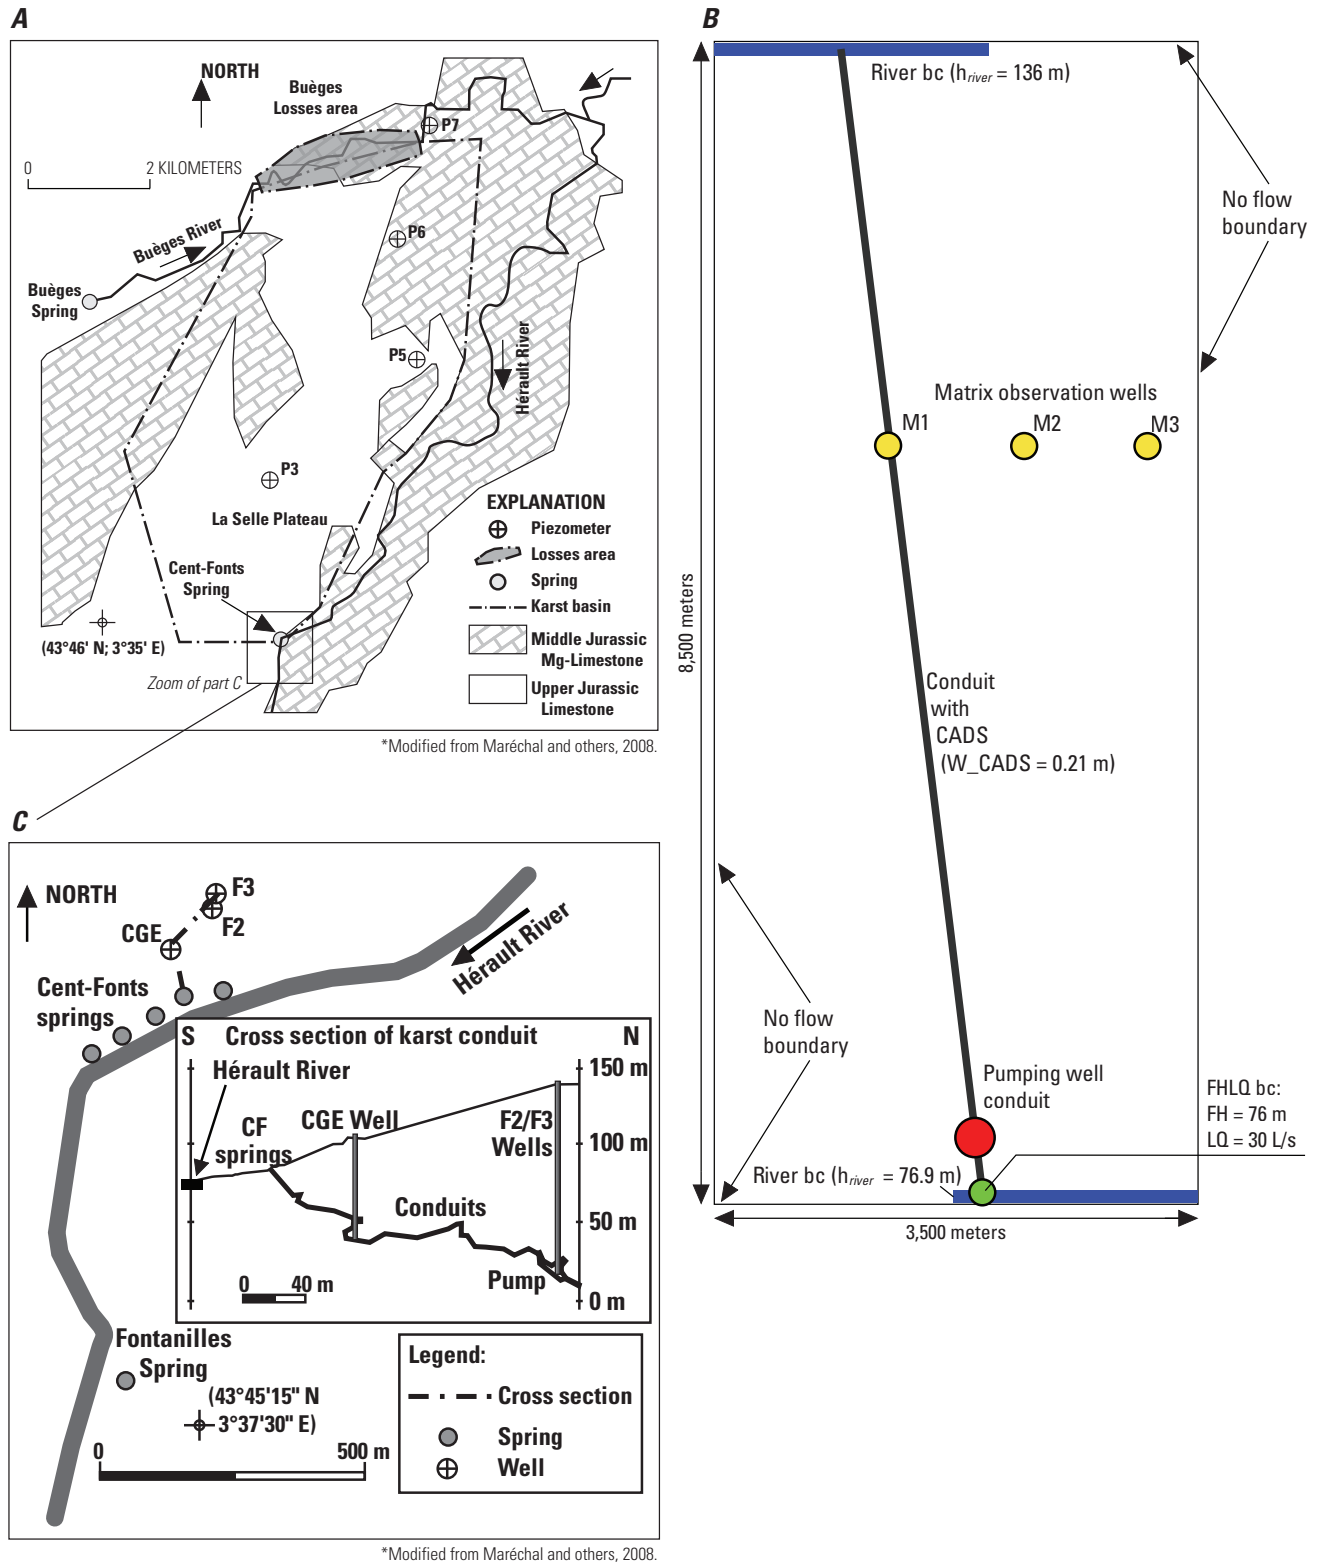 A
NORTH
Buèges
Losses area
P7
0
2 KILOMETERS
Buèges River
P6
Buèges
Spring
P5
Hérault River
P3
La Selle Plateau
Cent-Fonts
Spring
(43°46' N; 3°35' E)
Zoom of part C
EXPLANATION
Piezometer
Losses area
Spring
Karst basin
Middle Jurassic
Mg-Limestone
Upper Jurassic
Limestone
*Modified from Maréchal and others, 2008.
B
River bc (hriver = 136 m)
No flow
boundary
Matrix observation wells
M1
M2
M3
8,500 meters
Conduit
with
CADS
(W_CADS = 0.21 m)
No flow
boundary
Pumping well
conduit
FHLQ bc:
FH = 76 m
LQ = 30 L/s
River bc (hriver = 76.9 m)
3,500 meters
C
NORTH
F3
F2
CGE
Hérault River
Cent-Fonts
springs
S
Cross section of karst conduit
N
Hérault River
150 m
CF
springs
CGE Well
F2/F3
Wells
100 m
Conduits
50 m
Pump
0
40 m
0 m
Fontanilles
Spring
(43°45'15" N
3°37'30" E)
0
500 m
Legend:
Cross section
Spring
Well
*Modified from Maréchal and others, 2008.